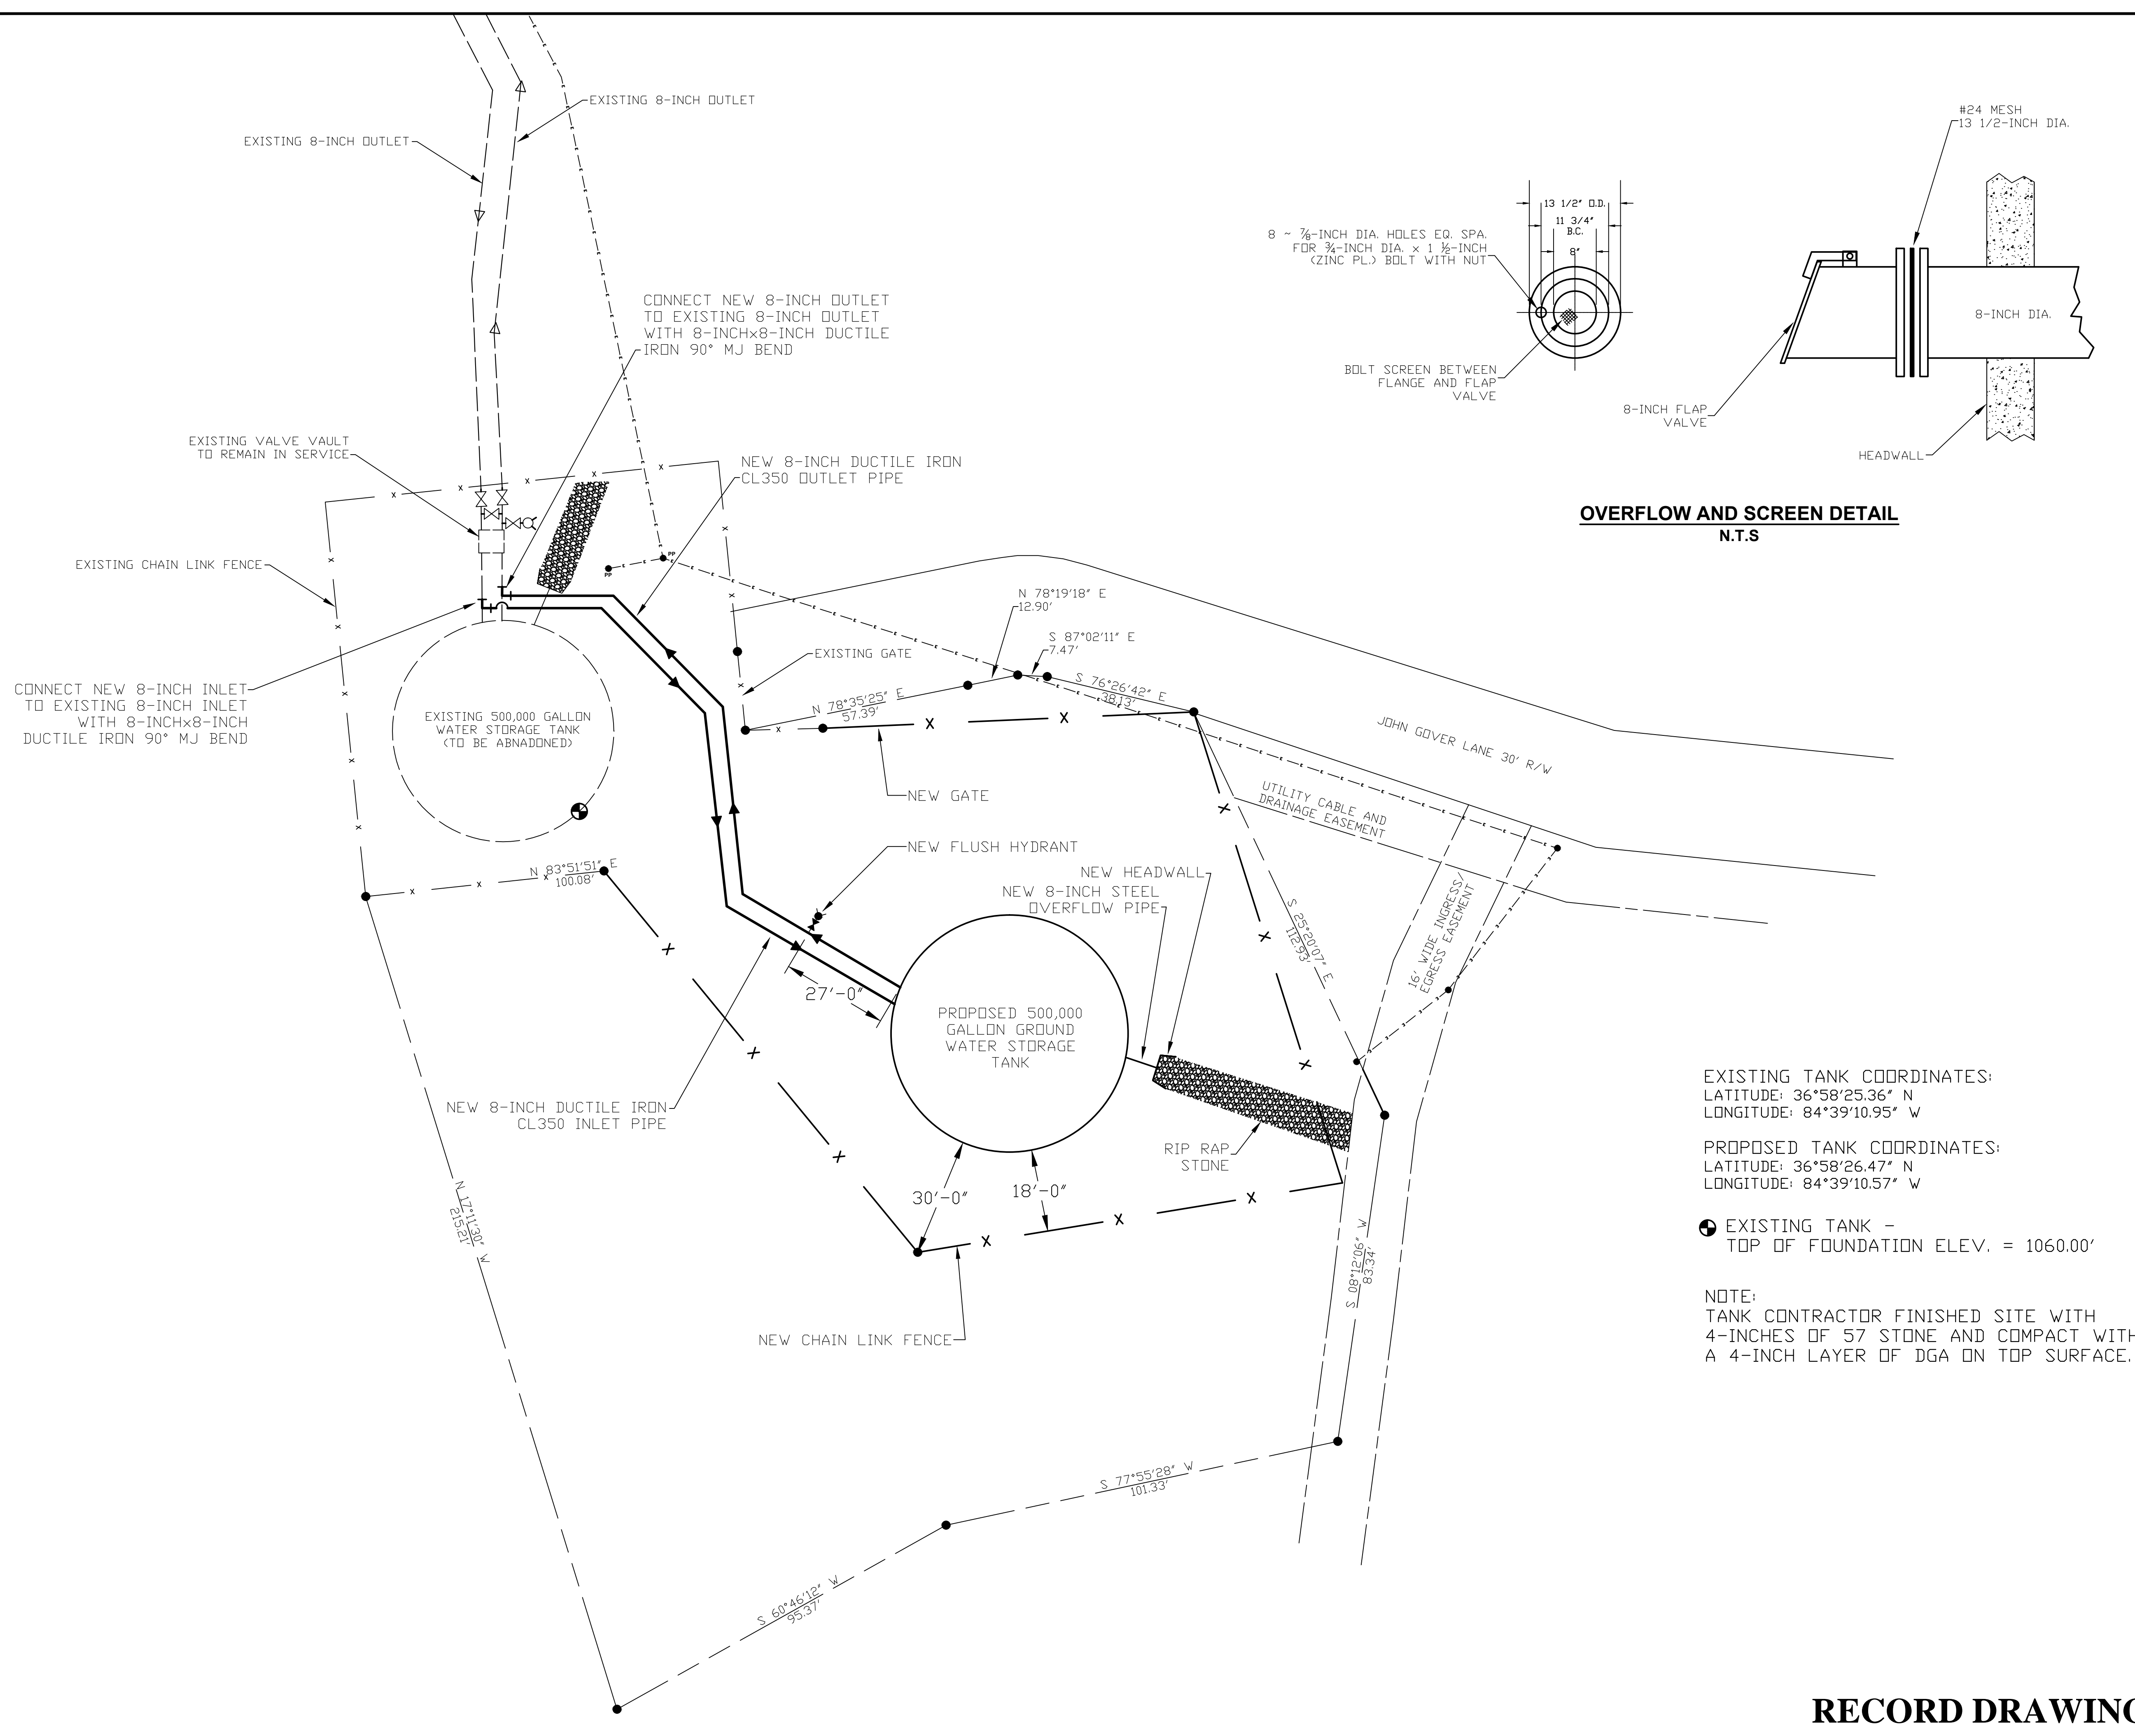 EXISTING 8-INCH OUTLET
EXISTING 8-INCH OUTLET
#24 MESH
13 1/2-INCH DIA.
13 1/2" O.D.
11 3/4"
B.C.
8"
8 ~ ⅞-INCH DIA. HOLES EQ. SPA.
FOR ¾-INCH DIA. x 1 ½-INCH
(ZINC PL.) BOLT WITH NUT
8-INCH DIA.
BOLT SCREEN BETWEEN
FLANGE AND FLAP
VALVE
8-INCH FLAP
VALVE
HEADWALL
OVERFLOW AND SCREEN DETAIL
N.T.S
CONNECT NEW 8-INCH OUTLET
TO EXISTING 8-INCH OUTLET
WITH 8-INCHx8-INCH DUCTILE
IRON 90° MJ BEND
EXISTING VALVE VAULT
TO REMAIN IN SERVICE
NEW 8-INCH DUCTILE IRON
CL350 OUTLET PIPE
PP
PP
EXISTING CHAIN LINK FENCE
N 78°19'18" E
12.90'
S 87°02'11" E
7.47'
EXISTING GATE
S 76°26'42" E
38.13'
N 78°35'25" E
57.39'
CONNECT NEW 8-INCH INLET
TO EXISTING 8-INCH INLET
WITH 8-INCHx8-INCH
DUCTILE IRON 90° MJ BEND
EXISTING 500,000 GALLON
WATER STORAGE TANK
(TO BE ABNADONED)
JOHN GOVER LANE 30' R/W
NEW GATE
UTILITY CABLE AND
DRAINAGE EASEMENT
NEW FLUSH HYDRANT
N 83°51'51" E
100.08'
NEW HEADWALL
NEW 8-INCH STEEL
OVERFLOW PIPE
S 25°20'07" E
112.93'
16' WIDE INGRESS/
EGRESS EASEMENT
27'-0"
PROPOSED 500,000
GALLON GROUND
WATER STORAGE
TANK
NEW 8-INCH DUCTILE IRON
CL350 INLET PIPE
RIP RAP
STONE
30'-0"
18'-0"
N 17°11'30" W
215.21'
S 08°12'06" W
83.34'
NEW CHAIN LINK FENCE
S 77°55'28" W
101.33'
S 60°46'12" W
95.37'
EXISTING TANK COORDINATES:
LATITUDE: 36°58'25.36" N
LONGITUDE: 84°39'10.95" W
PROPOSED TANK COORDINATES:
LATITUDE: 36°58'26.47" N
LONGITUDE: 84°39'10.57" W
EXISTING TANK -
TOP OF FOUNDATION ELEV. = 1060.00'
NOTE:
TANK CONTRACTOR FINISHED SITE WITH
4-INCHES OF 57 STONE AND COMPACT WITH
A 4-INCH LAYER OF DGA ON TOP SURFACE.
RECORD DRAWING